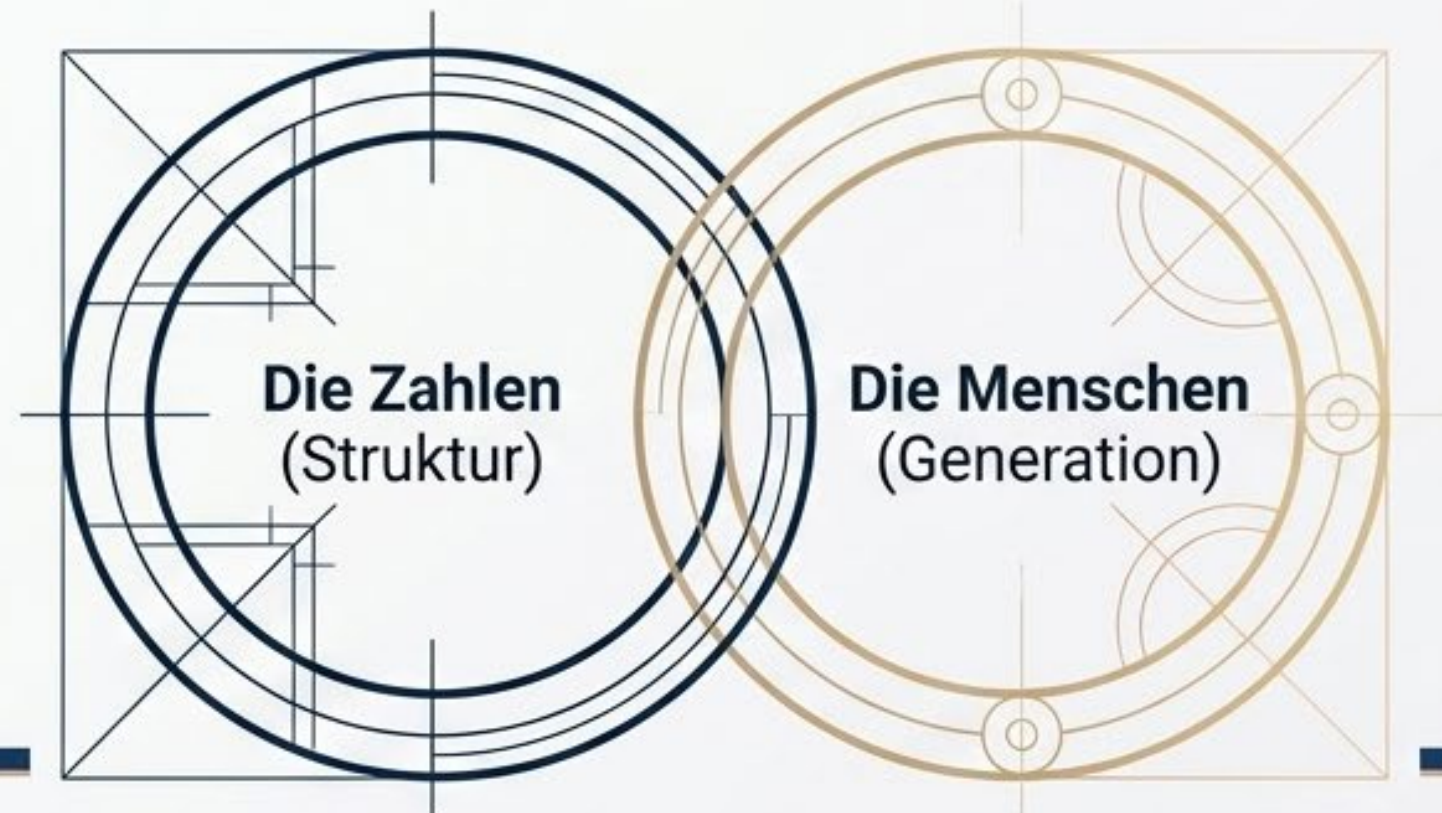 Die Zahlen
(Struktur)
Die Menschen
(Generation)